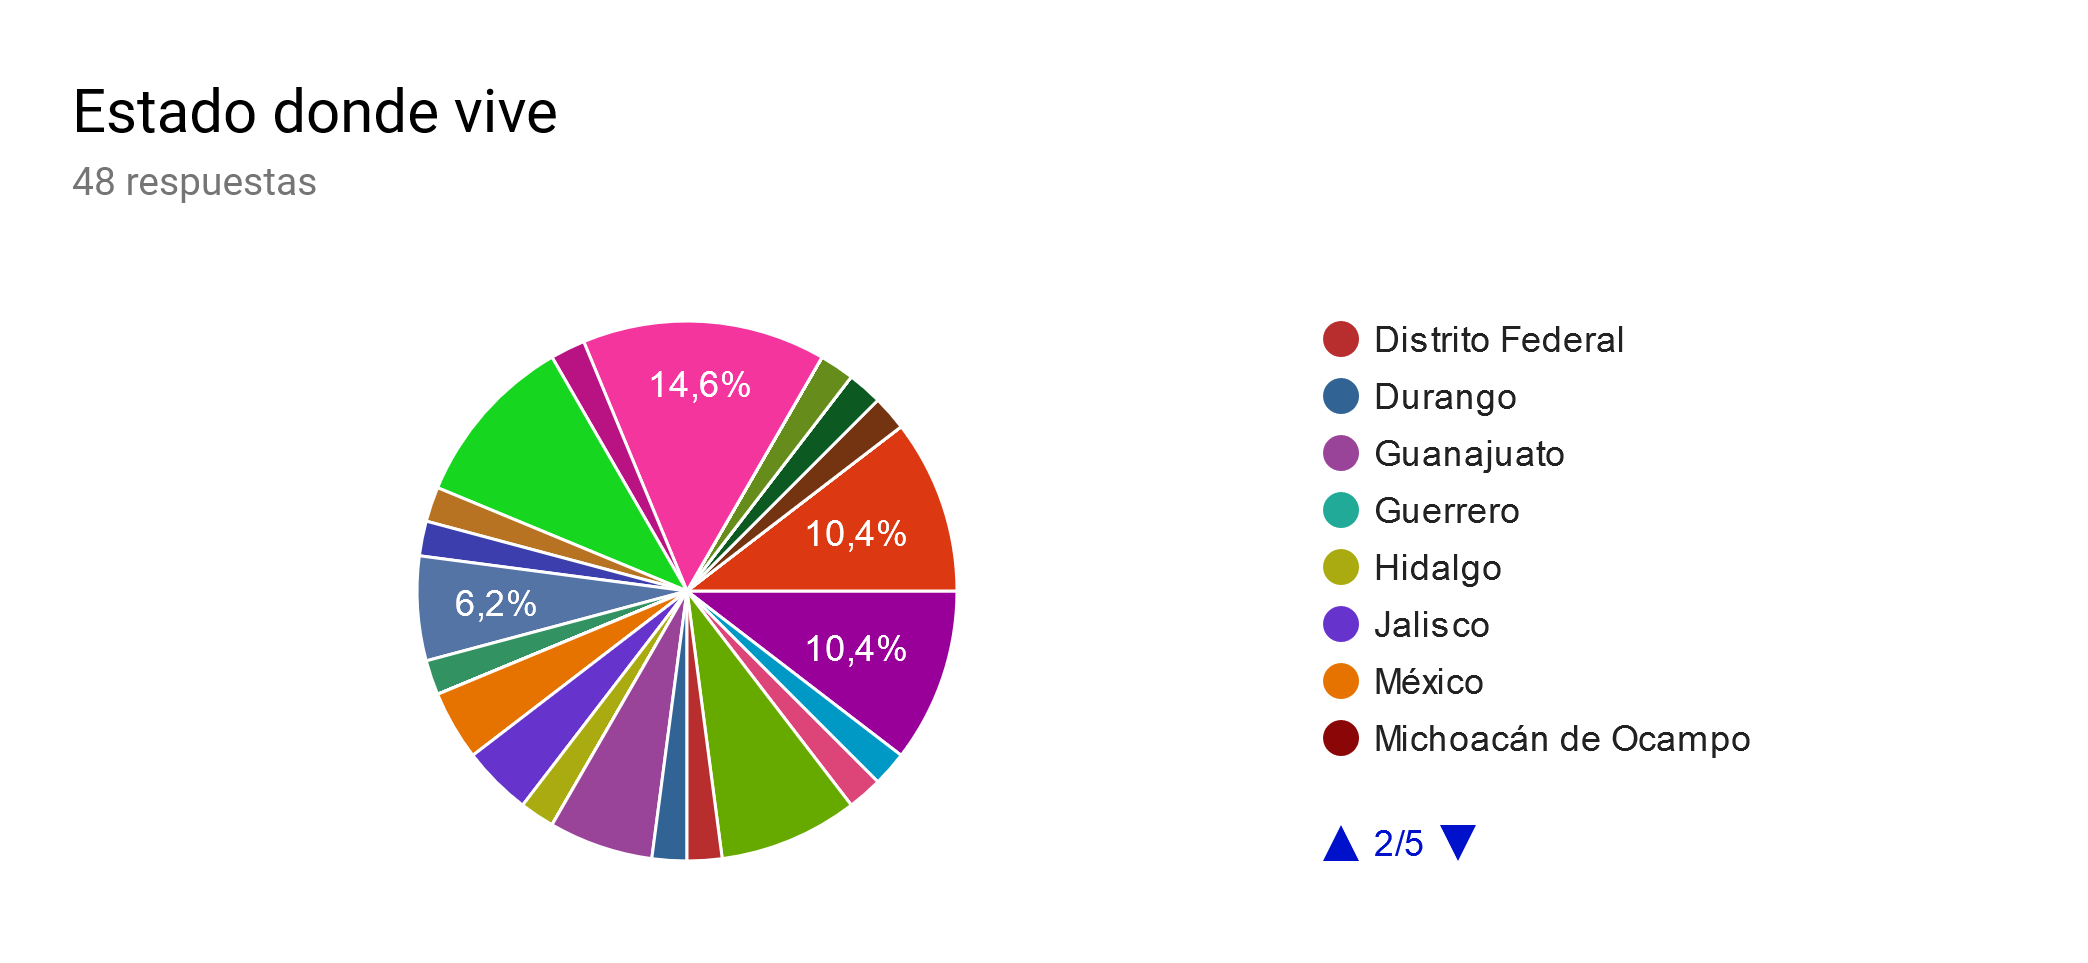 Estado donde vive
48 respuestas
14,6%
10,4%
6,2%
10,4%
Distrito Federal
Durango
Guanajuato
Guerrero
Hidalgo
Jalisco
México
Michoacán de Ocampo
2/5